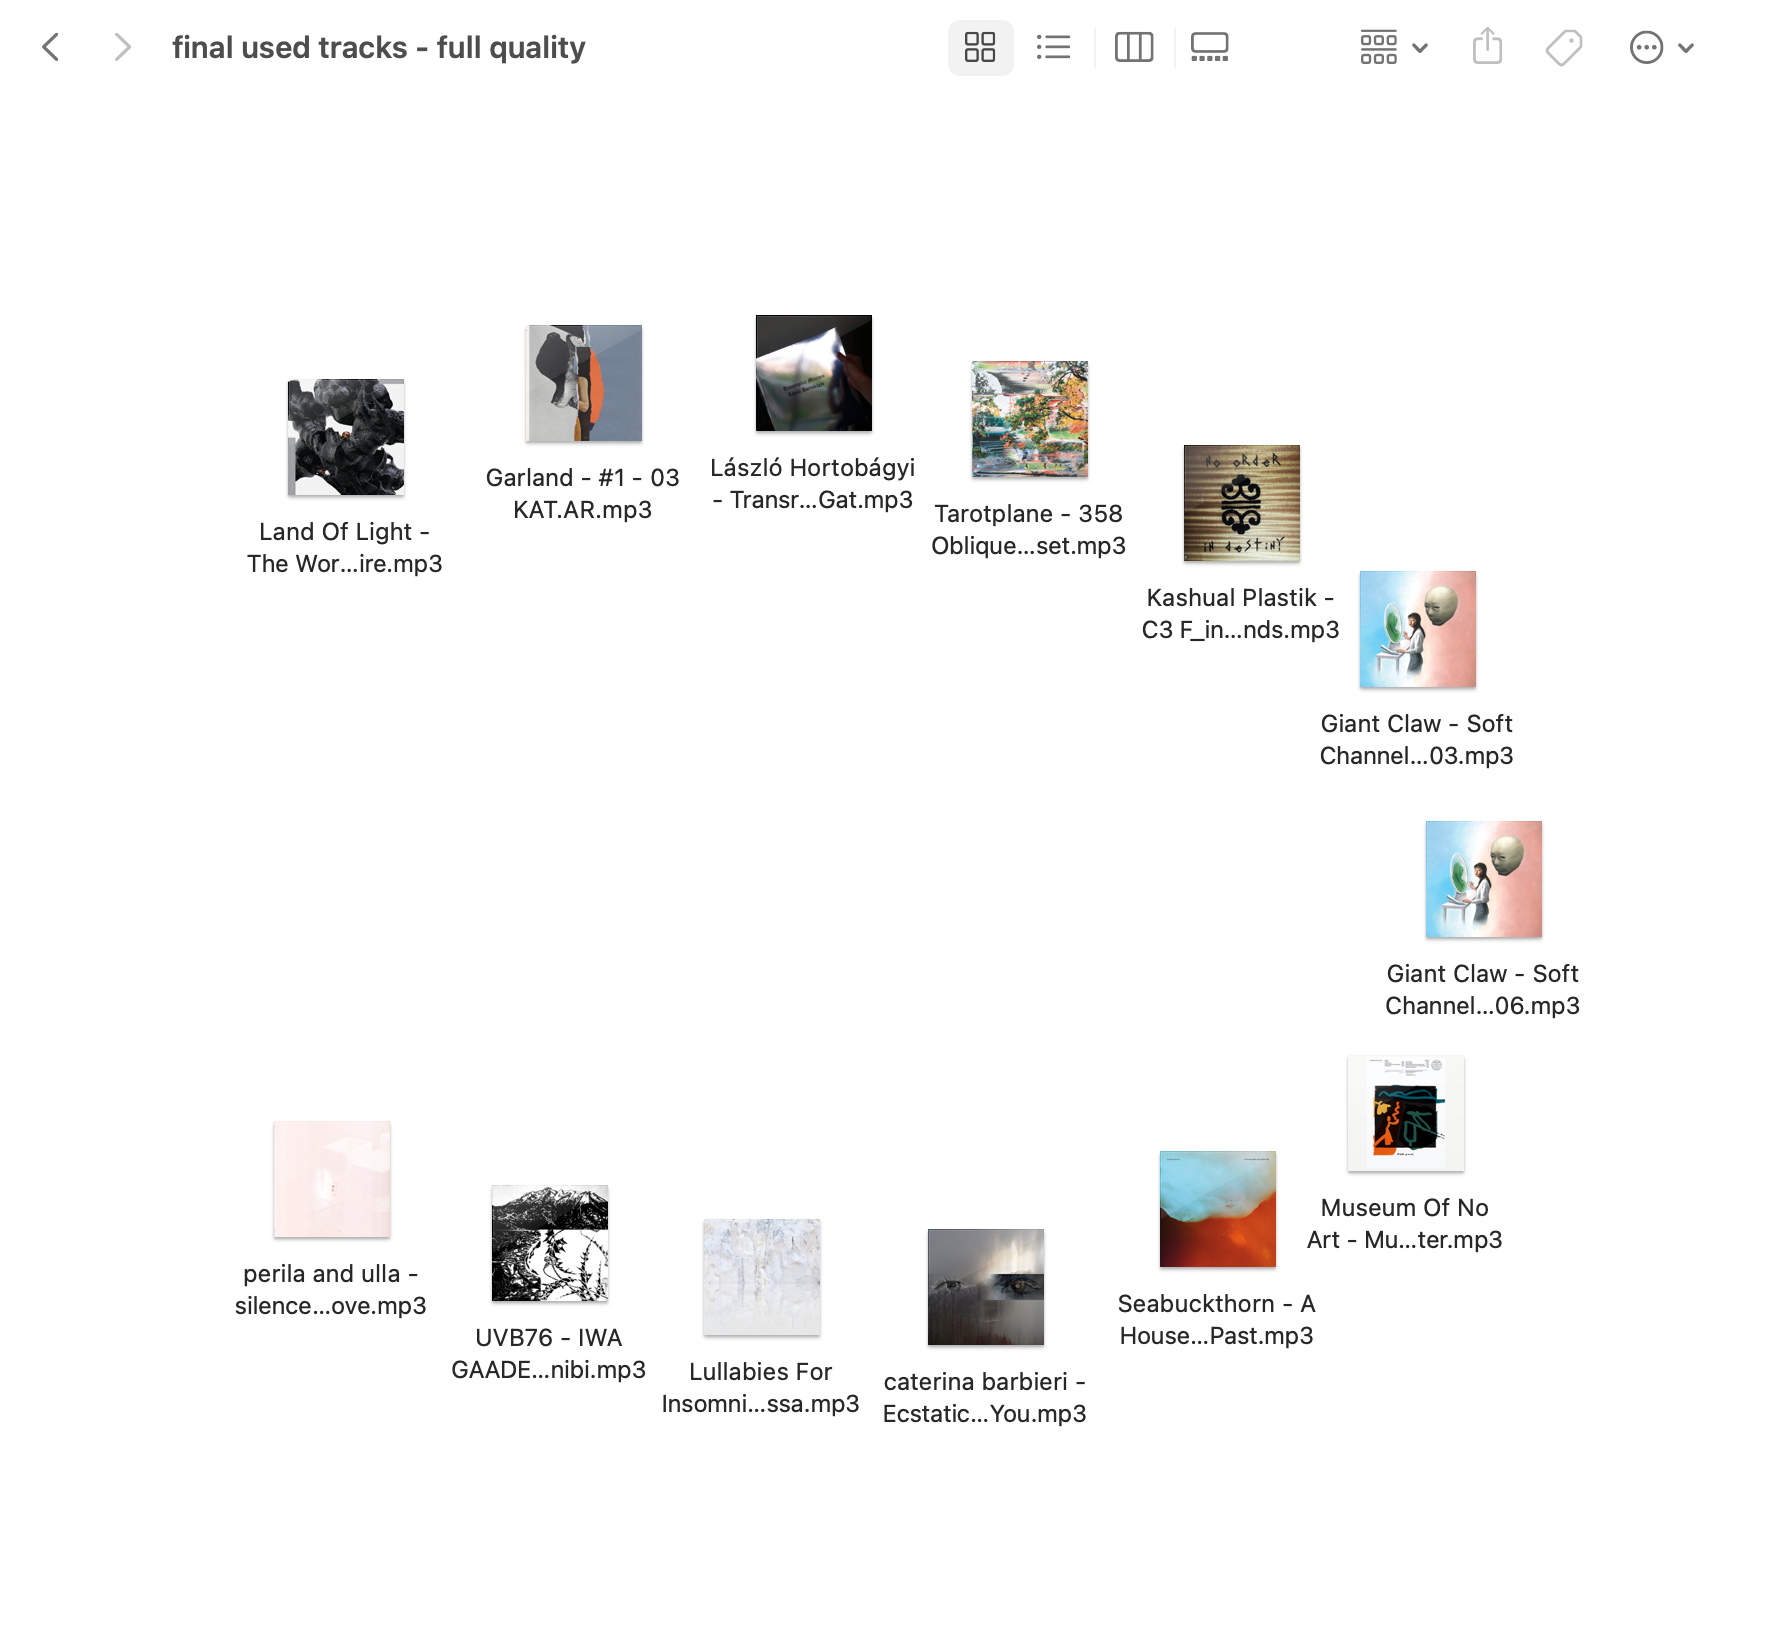 final used tracks - full quality
Land Of Light -
The Wor...ire.mp3
Garland - #1 - 03
KAT.AR.mp3
László Hortobágyi
- Transr...Gat.mp3
Tarotplane - 358
Oblique...set.mp3
NO ORDER
IN deSTINY
Kashual Plastik -
C3 F_in...nds.mp3
Giant Claw - Soft
Channel...03.mp3
Giant Claw - Soft
Channel...06.mp3
Museum Of No
Art - Mu...ter.mp3
Seabuckthorn - A
House...Past.mp3
caterina barbieri -
Ecstatic...You.mp3
Lullabies For
Insomni...ssa.mp3
UVB76 - IWA
GAADE...nibi.mp3
perila and ulla -
silence...ove.mp3